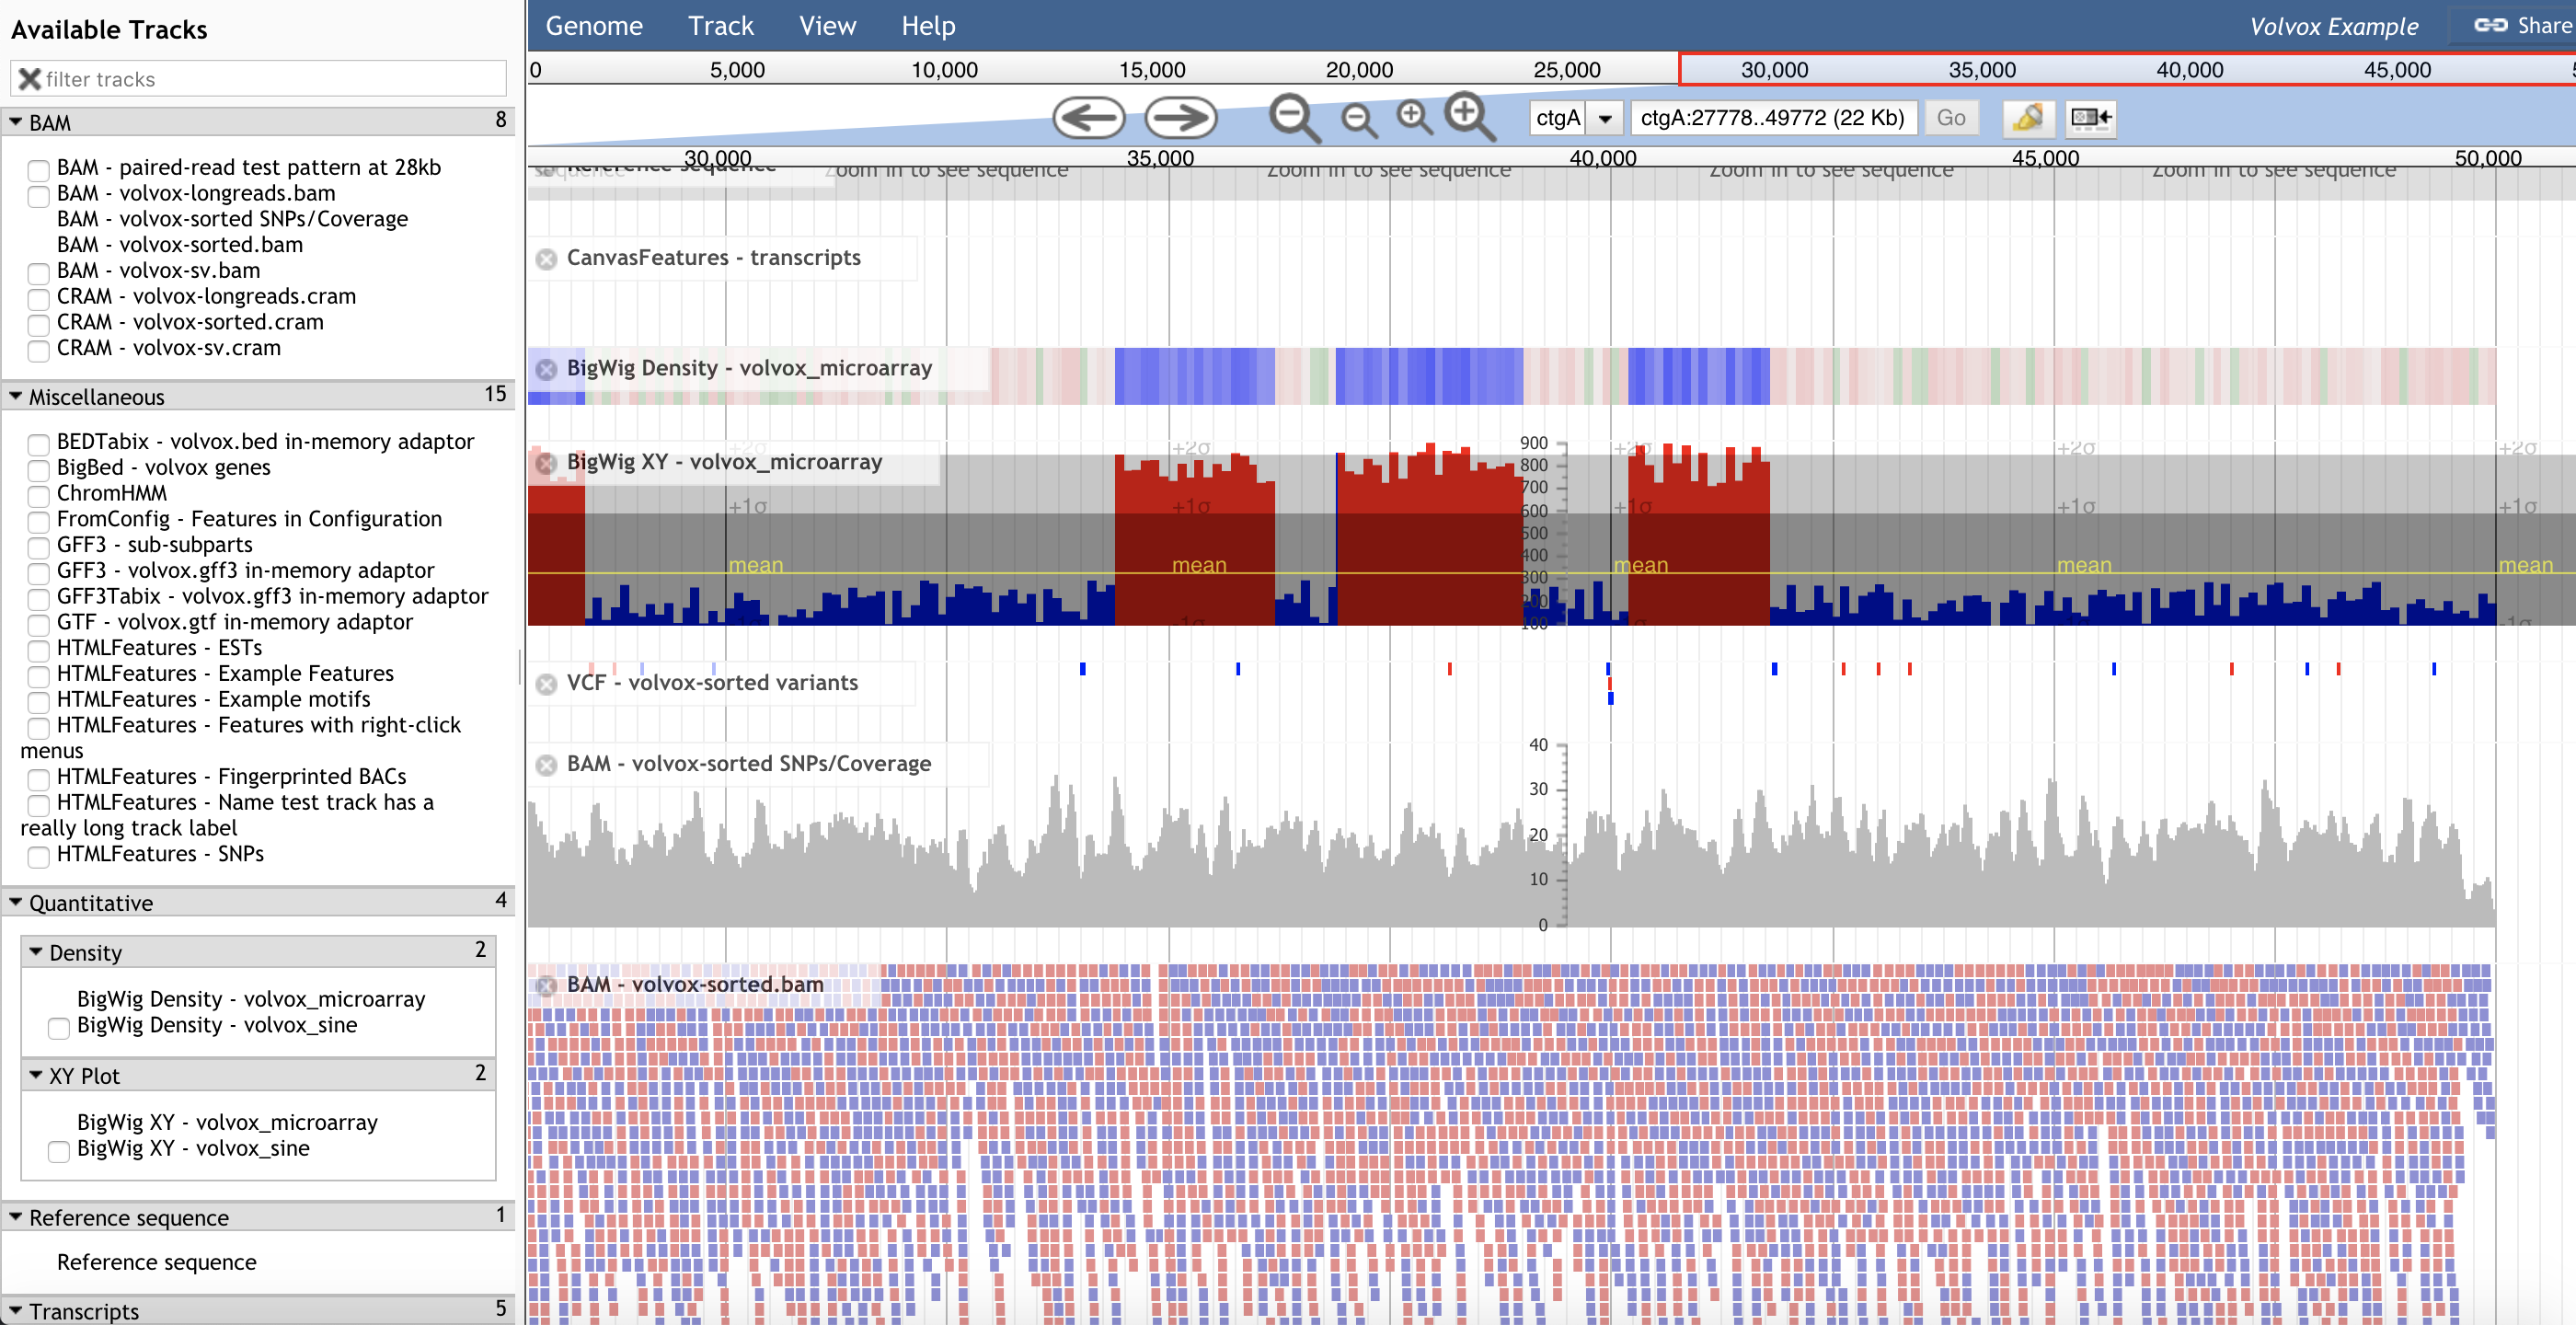 Available Tracks
filter tracks
BAM 8
BAM - paired-read test pattern at 28kb
BAM - volvox-longreads.bam
BAM - volvox-sorted SNPs/Coverage
BAM - volvox-sorted.bam
BAM - volvox-sv.bam
CRAM - volvox-longreads.cram
CRAM - volvox-sorted.cram
CRAM - volvox-sv.cram
Miscellaneous 15
BEDTabix - volvox.bed in-memory adaptor
BigBed - volvox genes
ChromHMM
FromConfig - Features in Configuration
GFF3 - sub-subparts
GFF3 - volvox.gff3 in-memory adaptor
GFF3Tabix - volvox.gff3 in-memory adaptor
GTF - volvox.gtf in-memory adaptor
HTMLFeatures - ESTs
HTMLFeatures - Example Features
HTMLFeatures - Example motifs
HTMLFeatures - Features with right-click
menus
HTMLFeatures - Fingerprinted BACs
HTMLFeatures - Name test track has a
really long track label
HTMLFeatures - SNPs
Quantitative 4
Density 2
BigWig Density - volvox_microarray
BigWig Density - volvox_sine
XY Plot 2
BigWig XY - volvox_microarray
BigWig XY - volvox_sine
Reference sequence 1
Reference sequence
Transcripts 5
Genome Track View Help Volvox Example Share
0 5,000 10,000 15,000 20,000 25,000 30,000 35,000 40,000 45,000
ctgA ctgA:27778..49772 (22 Kb) Go
30,000 35,000 40,000 45,000 50,000
Reference sequence Zoom in to see sequence Zoom in to see sequence Zoom in to see sequence Zoom in to see sequence
CanvasFeatures - transcripts
BigWig Density - volvox_microarray
BigWig XY - volvox_microarray
+2σ +2σ +2σ +2σ +2σ
+1σ +1σ +1σ +1σ +1σ
mean mean mean mean mean
-1σ -1σ -1σ
900
800
700
600
500
400
300
200
100
VCF - volvox-sorted variants
BAM - volvox-sorted SNPs/Coverage
40
30
20
10
0
BAM - volvox-sorted.bam